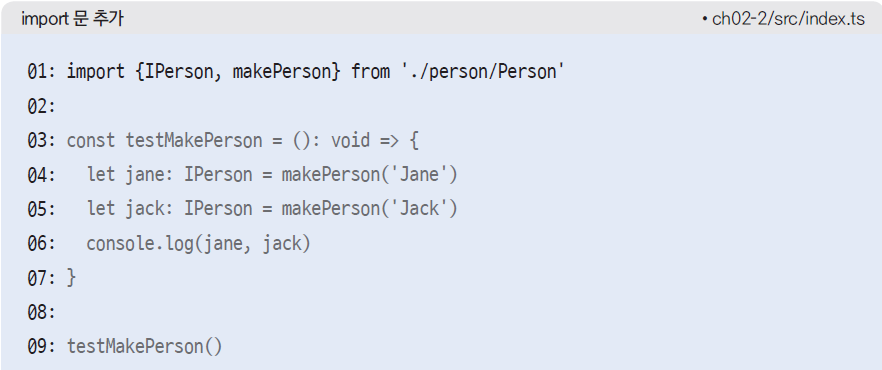 import 문 추가
• ch02-2/src/index.ts
01: import {IPerson, makePerson} from './person/Person'
02:
03: const testMakePerson = (): void => {
04:   let jane: IPerson = makePerson('Jane')
05:   let jack: IPerson = makePerson('Jack')
06:   console.log(jane, jack)
07: }
08:
09: testMakePerson()